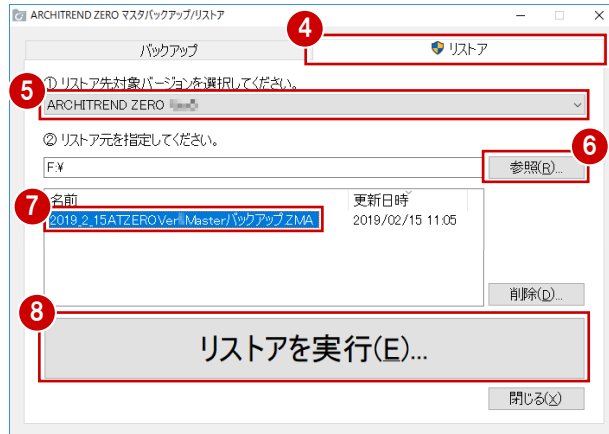 ARCHITREND ZERO マスタバックアップ/リストア
4
バックアップ
リストア
① リストア先対象バージョンを選択してください。
5
ARCHITREND ZERO
② リストア元を指定してください。
6
F:¥
参照(R)...
7
名前 更新日時
2019_2_15ATZEROVer MasterバックアップZMA 2019/02/15 11:05
削除(D)...
8
リストアを実行(E)...
閉じる(X)